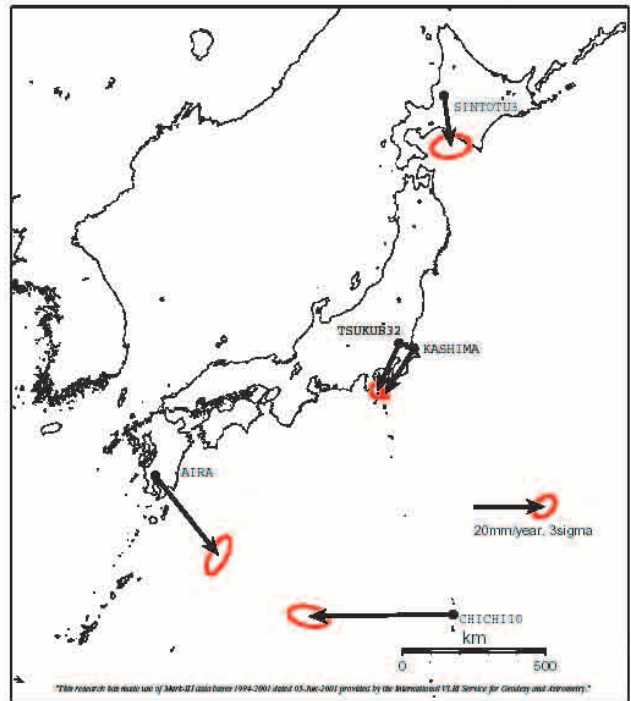 SINTOTU3
TSUKUB32
KASHIMA
AIRA
20mm/year, 3sigma
CHICHI10
km
0 500
"This research has made use of Mark-III databases 1994-2001 dated 05-Jun-2001 provided by the International VLBI Service for Geodesy and Astrometry."